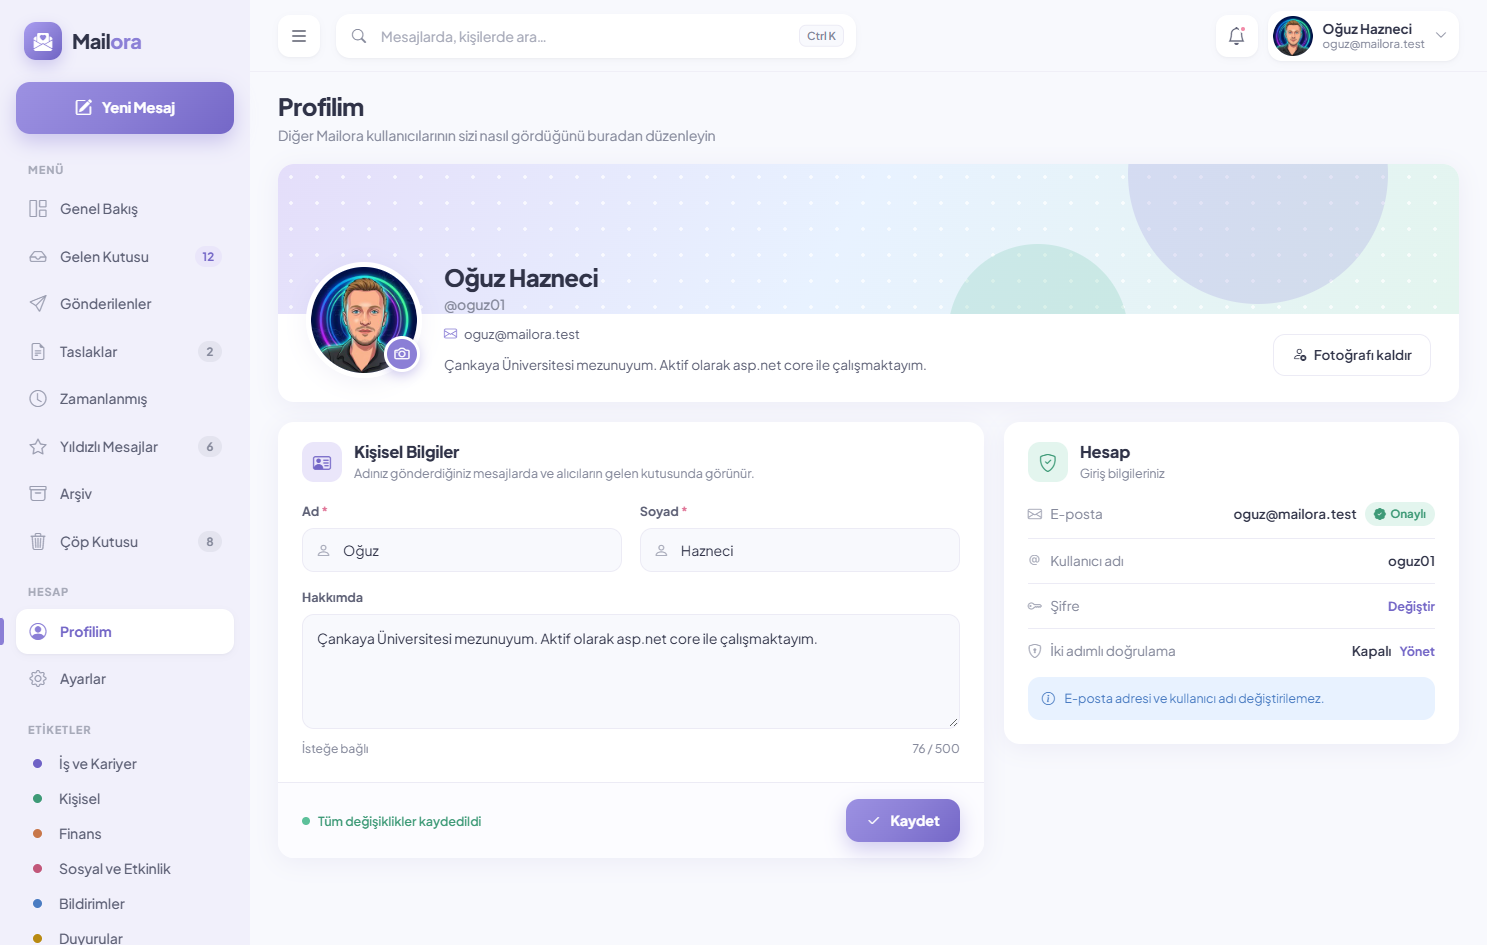 Mailora
Yeni Mesaj
MENÜ
Genel Bakış
Gelen Kutusu 12
Gönderilenler
Taslaklar 2
Zamanlanmış
Yıldızlı Mesajlar 6
Arşiv
Çöp Kutusu 8
HESAP
Profilim
Ayarlar
ETİKETLER
İş ve Kariyer
Kişisel
Finans
Sosyal ve Etkinlik
Bildirimler
Duyurular
Mesajlarda, kişilerde ara...
Ctrl K
Oğuz Hazneci
oguz@mailora.test
Profilim
Diğer Mailora kullanıcılarının sizi nasıl gördüğünü buradan düzenleyin
Oğuz Hazneci
@oguz01
oguz@mailora.test
Çankaya Üniversitesi mezunuyum. Aktif olarak asp.net core ile çalışmaktayım.
Fotoğrafı kaldır
Kişisel Bilgiler
Adınız gönderdiğiniz mesajlarda ve alıcıların gelen kutusunda görünür.
Ad * Soyad *
Oğuz Hazneci
Hakkımda
Çankaya Üniversitesi mezunuyum. Aktif olarak asp.net core ile çalışmaktayım.
İsteğe bağlı 76 / 500
Tüm değişiklikler kaydedildi
Kaydet
Hesap
Giriş bilgileriniz
E-posta oguz@mailora.test Onaylı
Kullanıcı adı oguz01
Şifre Değiştir
İki adımlı doğrulama Kapalı Yönet
E-posta adresi ve kullanıcı adı değiştirilemez.